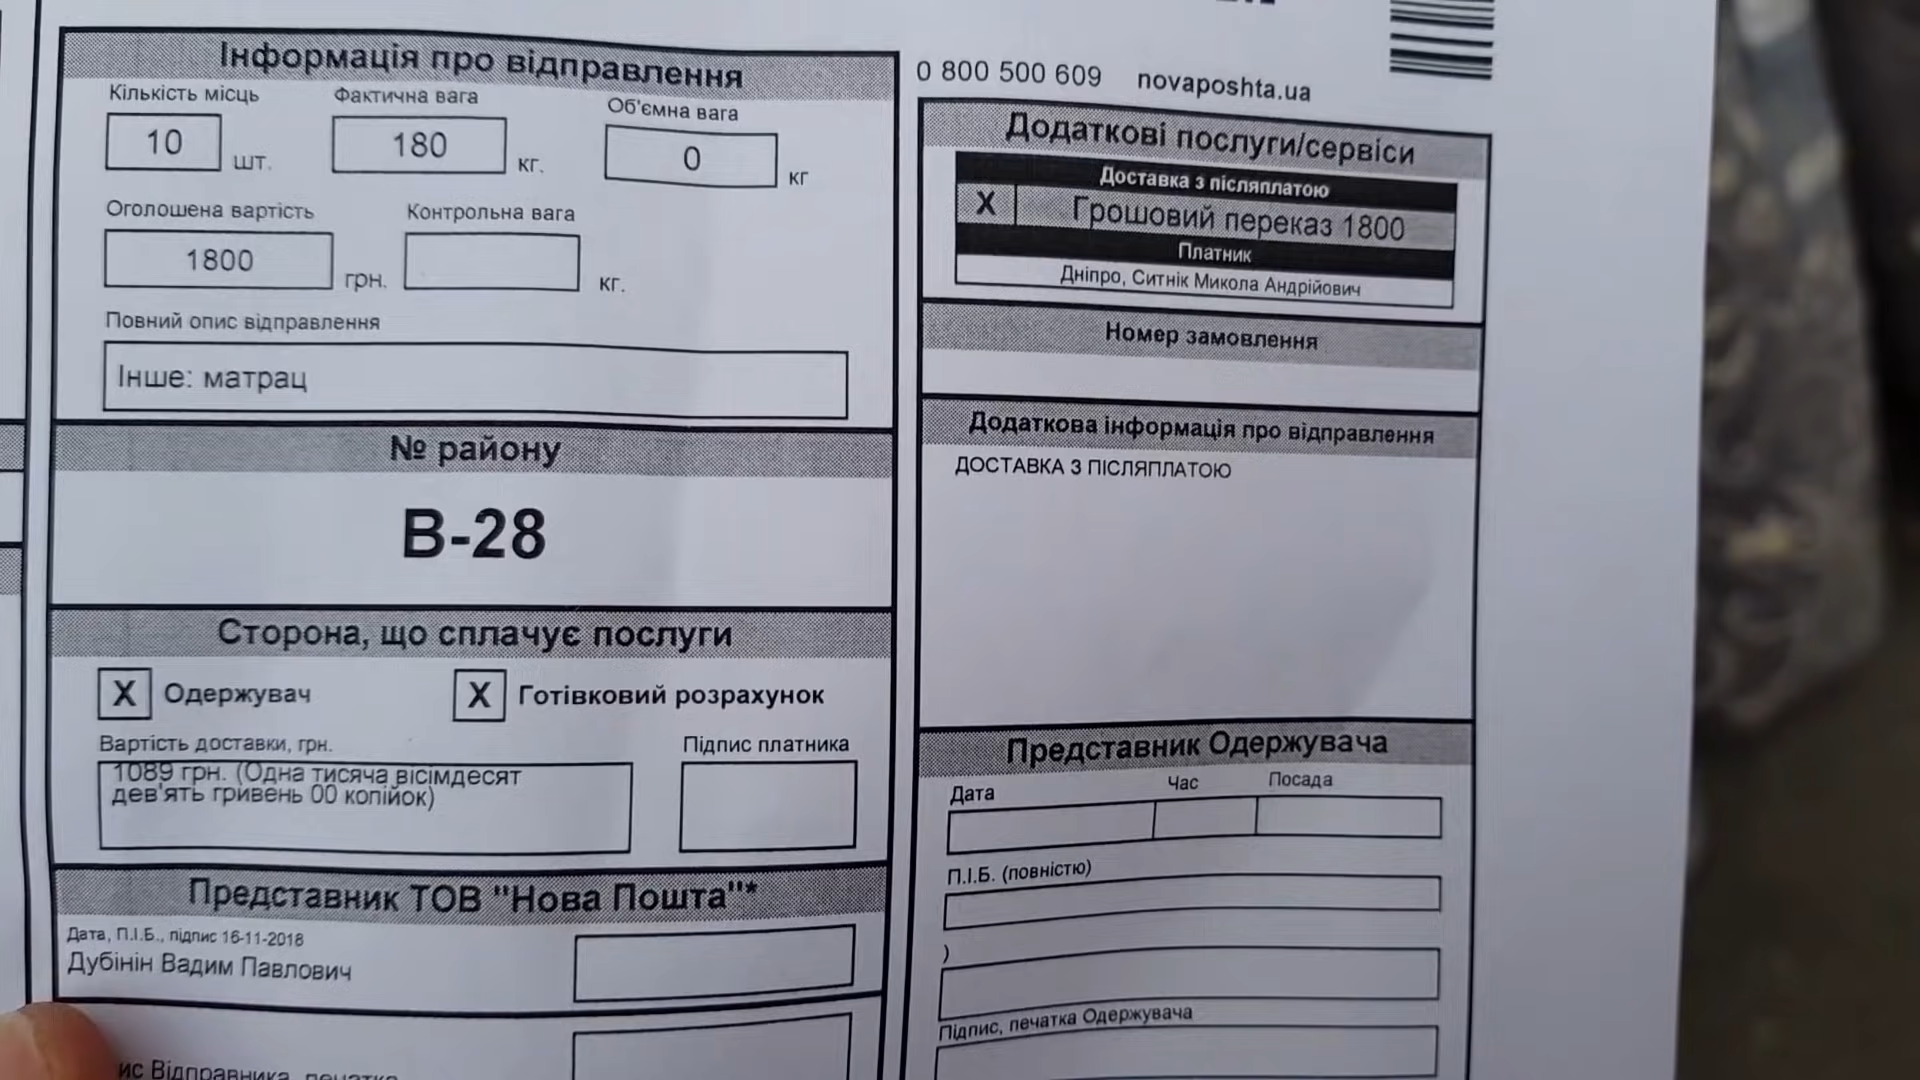 Інформація про відправлення
Кількість місць
Фактична вага
Об'ємна вага
10 шт.
180 кг.
0 кг
Оголошена вартість
Контрольна вага
1800 грн.
кг.
Повний опис відправлення
Інше: матрац
№ району
В-28
Сторона, що сплачує послуги
X Одержувач
X Готівковий розрахунок
Вартість доставки, грн.
Підпис платника
1089 грн. (Одна тисяча вісімдесят
дев'ять гривень 00 копійок)
Представник ТОВ "Нова Пошта"*
Дата, П.І.Б., підпис 16-11-2018
Дубінін Вадим Павлович
ис Відправника, печатка
0 800 500 609 novaposhta.ua
Додаткові послуги/сервіси
Доставка з післяплатою
X Грошовий переказ 1800
Платник
Дніпро, Ситнік Микола Андрійович
Номер замовлення
Додаткова інформація про відправлення
ДОСТАВКА З ПІСЛЯПЛАТОЮ
Представник Одержувача
Дата
Час
Посада
П.І.Б. (повністю)
)
Підпис, печатка Одержувача